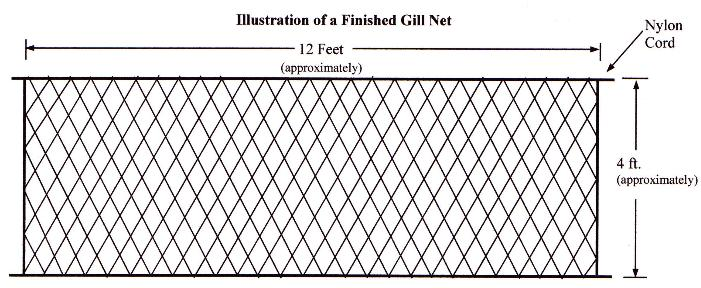 Illustration of a Finished Gill Net
12 Feet
(approximately)
Nylon
Cord
4 ft.
(approximately)